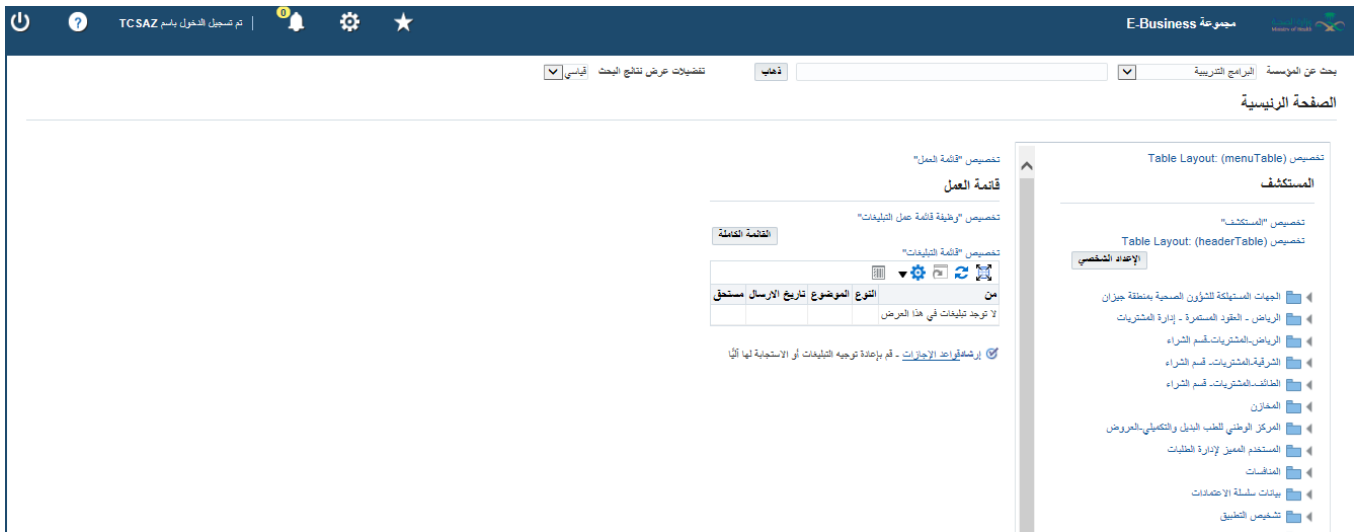 مجموعة E-Business
تم تسجيل الدخول باسم TCSAZ
0
?
بحث عن المؤسسة البرامج التدريبية ذهاب تفضيلات عرض نتائج البحث قياسي
الصفحة الرئيسية
تخصيص Table Layout: (menuTable)
المستكشف
تخصيص "المستكشف"
تخصيص Table Layout: (headerTable)
الإعداد الشخصي
الجهات المستهلكة للشؤون الصحية بمنطقة جيزان
الرياض - العقود المستمرة - إدارة المشتريات
الرياض-المشتريات-قسم الشراء
الشرقية-المشتريات- قسم الشراء
الطائف-المشتريات- قسم الشراء
المخازن
المركز الوطني للطب البديل والتكميلي-العروض
المستخدم المميز لإدارة الطلبات
المنافسات
بيانات سلسلة الاعتمادات
تشخيص التطبيق
تخصيص "قائمة العمل"
قائمة العمل
تخصيص "وظيفة قائمة عمل التبليغات"
القائمة الكاملة
تخصيص "قائمة التبليغات"
من النوع الموضوع تاريخ الارسال مستحق
لا توجد تبليغات في هذا العرض
إرشادقواعد الإجازات - قم بإعادة توجيه التبليغات أو الاستجابة لها آليًا